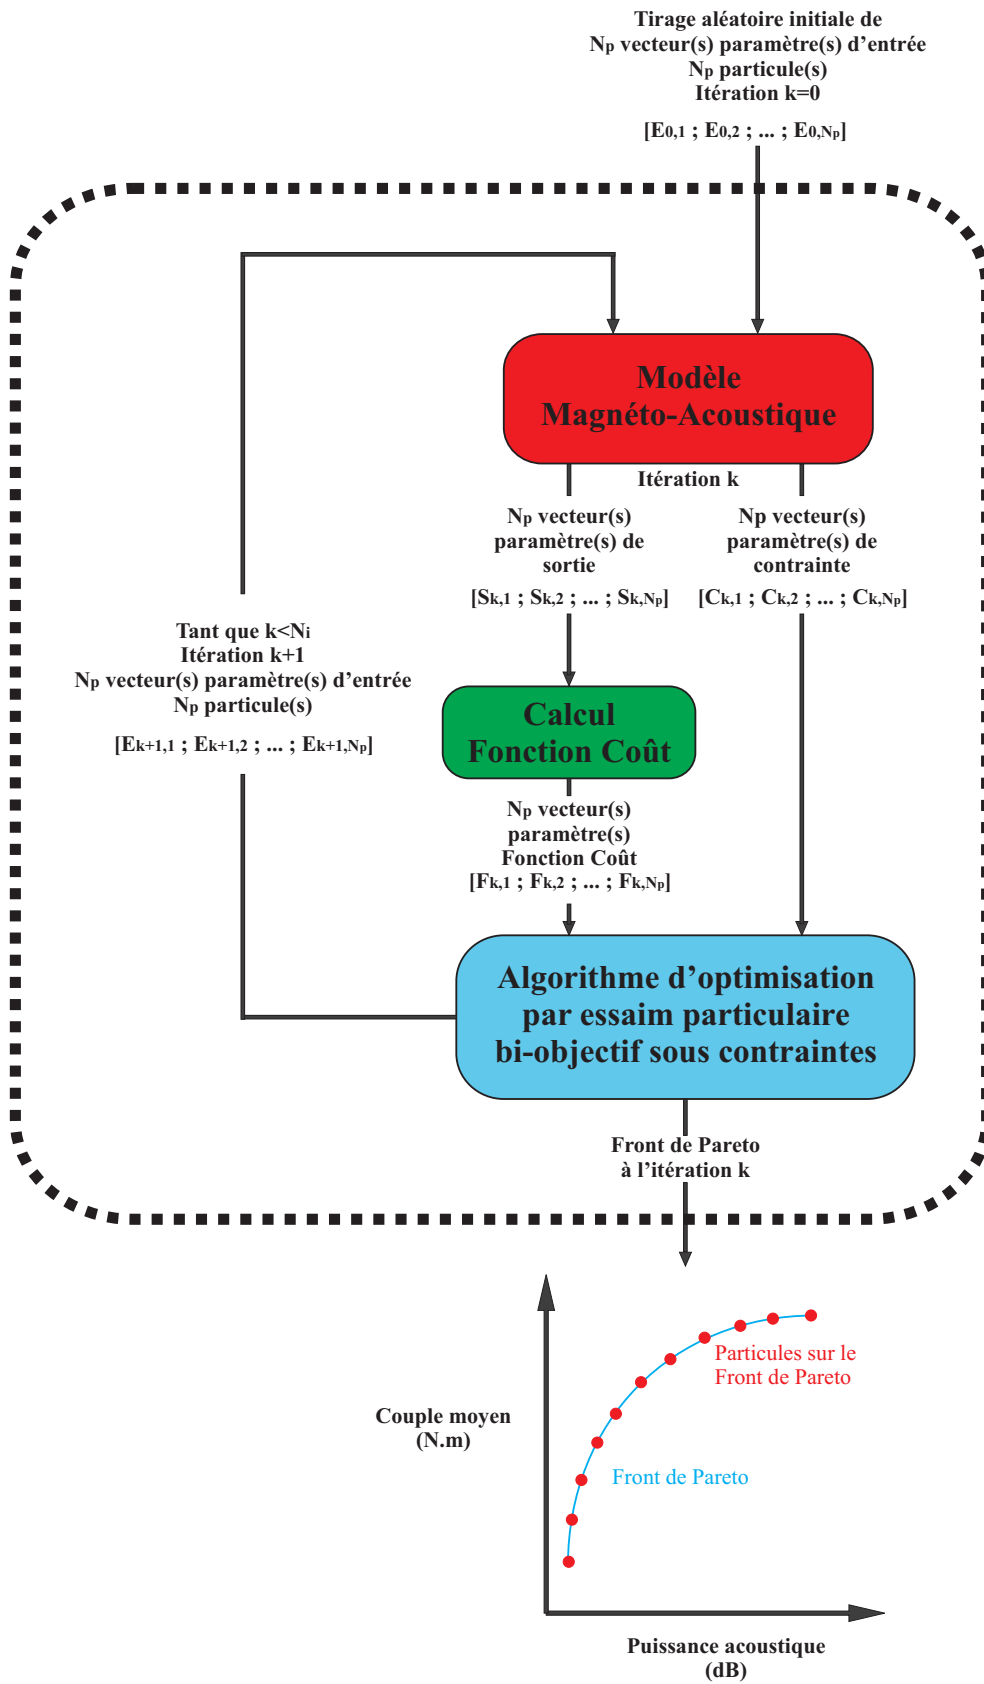 Tirage aléatoire initiale de
Np vecteur(s) paramètre(s) d'entrée
Np particule(s)
Itération k=0
[E0,1 ; E0,2 ; ... ; E0,Np]
Modèle
Magnéto-Acoustique
Itération k
Np vecteur(s)
paramètre(s) de
sortie
[Sk,1 ; Sk,2 ; ... ; Sk,Np]
Np vecteur(s)
paramètre(s) de
contrainte
[Ck,1 ; Ck,2 ; ... ; Ck,Np]
Tant que k<Ni
Itération k+1
Np vecteur(s) paramètre(s) d'entrée
Np particule(s)
[Ek+1,1 ; Ek+1,2 ; ... ; Ek+1,Np]
Calcul
Fonction Coût
Np vecteur(s)
paramètre(s)
Fonction Coût
[Fk,1 ; Fk,2 ; ... ; Fk,Np]
Algorithme d'optimisation
par essaim particulaire
bi-objectif sous contraintes
Front de Pareto
à l'itération k
Particules sur le
Front de Pareto
Couple moyen
(N.m)
Front de Pareto
Puissance acoustique
(dB)